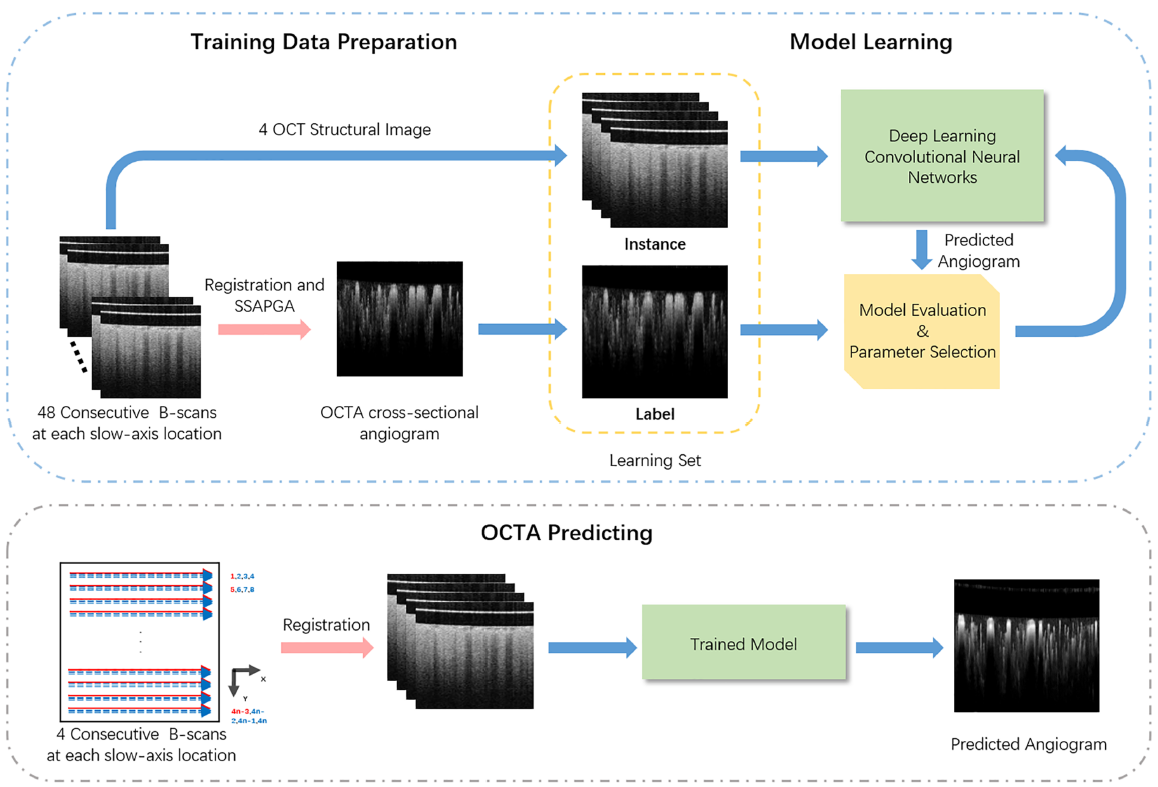 Training Data Preparation
Model Learning
4 OCT Structural Image
Deep Learning
Convolutional Neural
Networks
Instance
Predicted
Angiogram
Registration and
SSAPGA
Model Evaluation
&
Parameter Selection
48 Consecutive B-scans
at each slow-axis location
OCTA cross-sectional
angiogram
Label
Learning Set
OCTA Predicting
1,2,3,4
5,6,7,8
Registration
Trained Model
X
Y
4n-3,4n-
2,4n-1,4n
4 Consecutive B-scans
at each slow-axis location
Predicted Angiogram